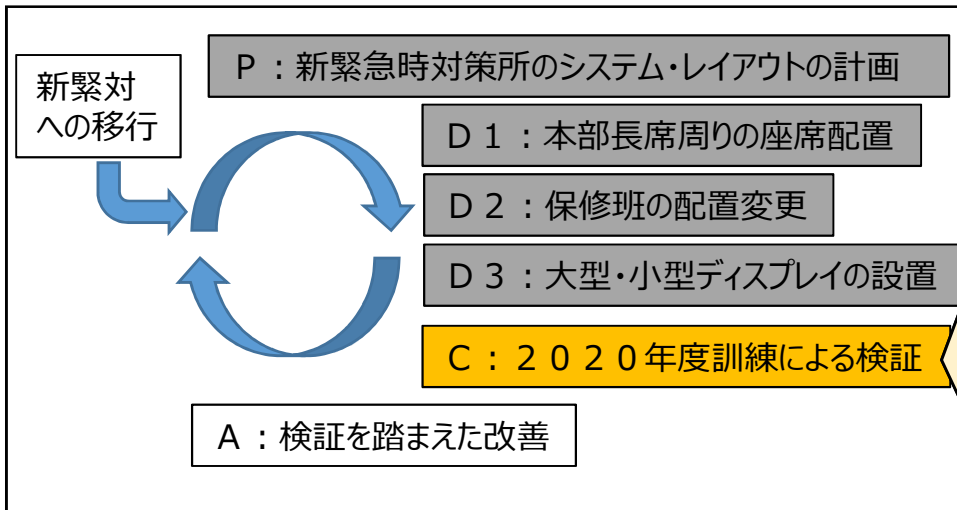 新緊対
への移行
Ｐ：新緊急時対策所のシステム・レイアウトの計画
Ｄ１：本部長席周りの座席配置
Ｄ２：保修班の配置変更
Ｄ３：大型・小型ディスプレイの設置
Ｃ：２０２０年度訓練による検証
Ａ：検証を踏まえた改善